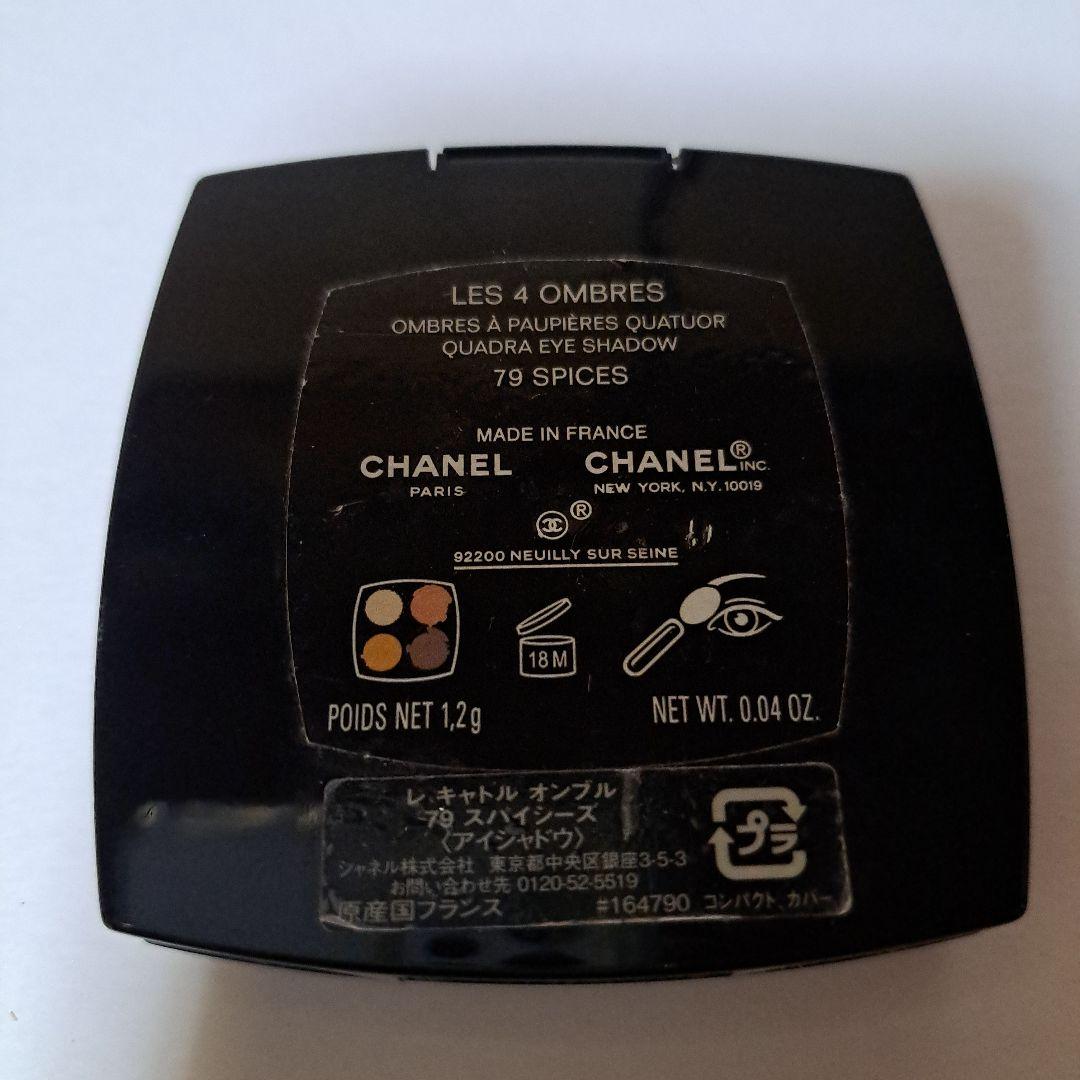 LES 4 OMBRES
OMBRES À PAUPIÈRES QUATUOR
QUADRA EYE SHADOW
79 SPICES
MADE IN FRANCE
CHANEL CHANEL® INC.
PARIS NEW YORK, N.Y. 10019
®
92200 NEUILLY SUR SEINE
18M
POIDS NET 1,2g NET WT. 0.04 OZ.
レ キャトル オンブル
79 スパイシーズ
〈アイシャドウ〉
プラ
シャネル株式会社 東京都中央区銀座3-5-3
お問い合わせ先 0120-52-5519
原産国フランス #164790 コンパクト カバー